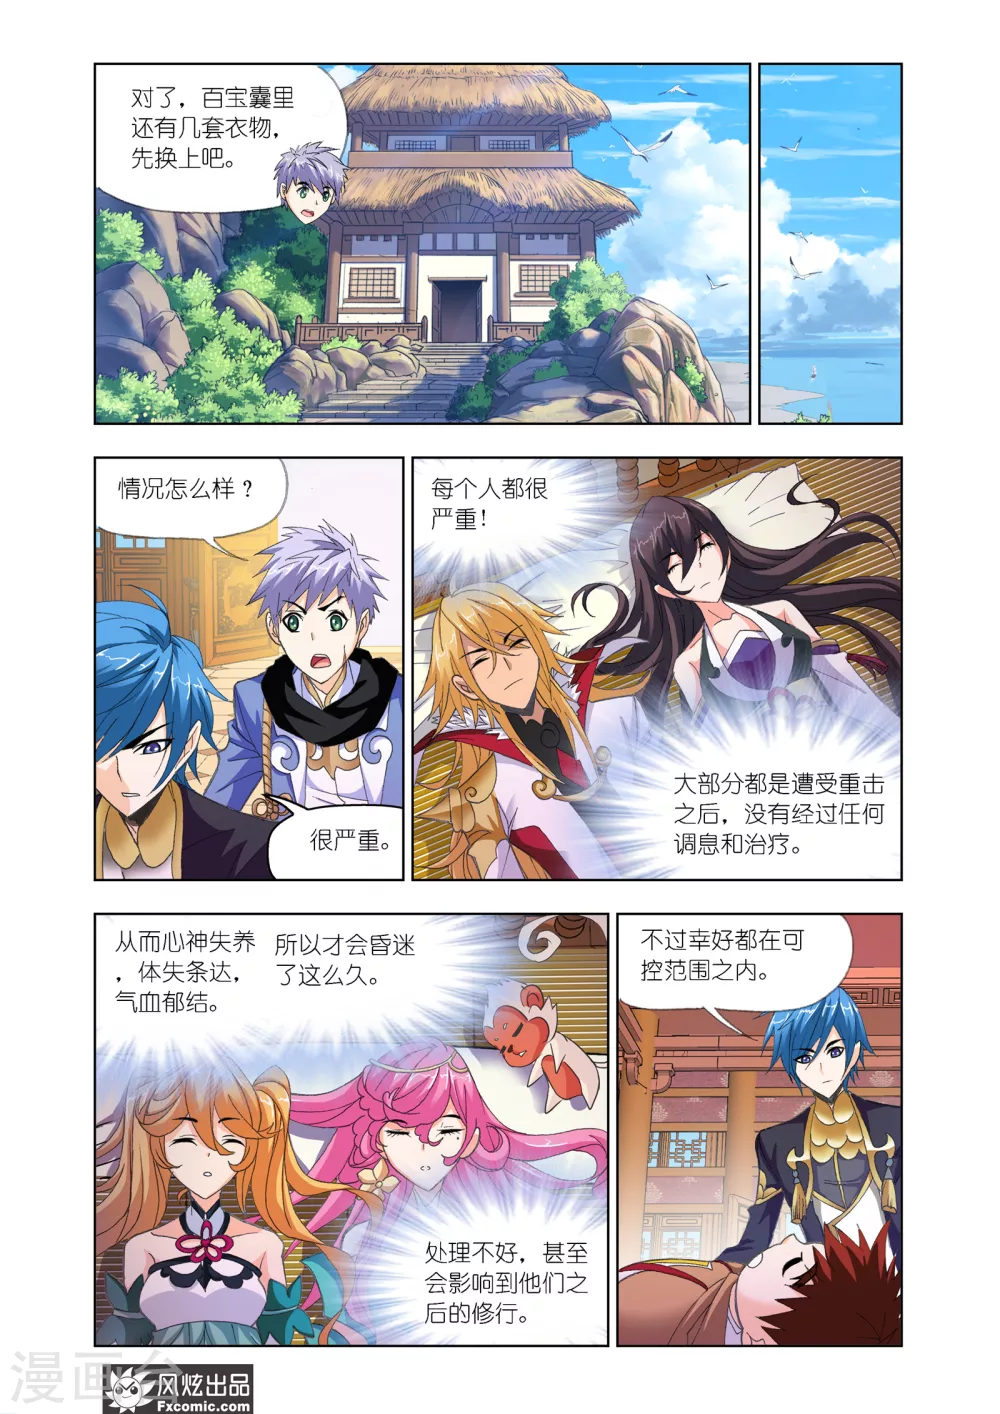 对了，百宝囊里
还有几套衣物，
先换上吧。
情况怎么样？
很严重。
每个人都很
严重！
大部分都是遭受重击
之后，没有经过任何
调息和治疗。
从而心神失养
，体失条达，
气血郁结。
所以才会昏迷
了这么久。
处理不好，甚至
会影响到他们之
后的修行。
不过幸好都在可
控范围之内。
漫画台
风炫出品
Fxcomic.com